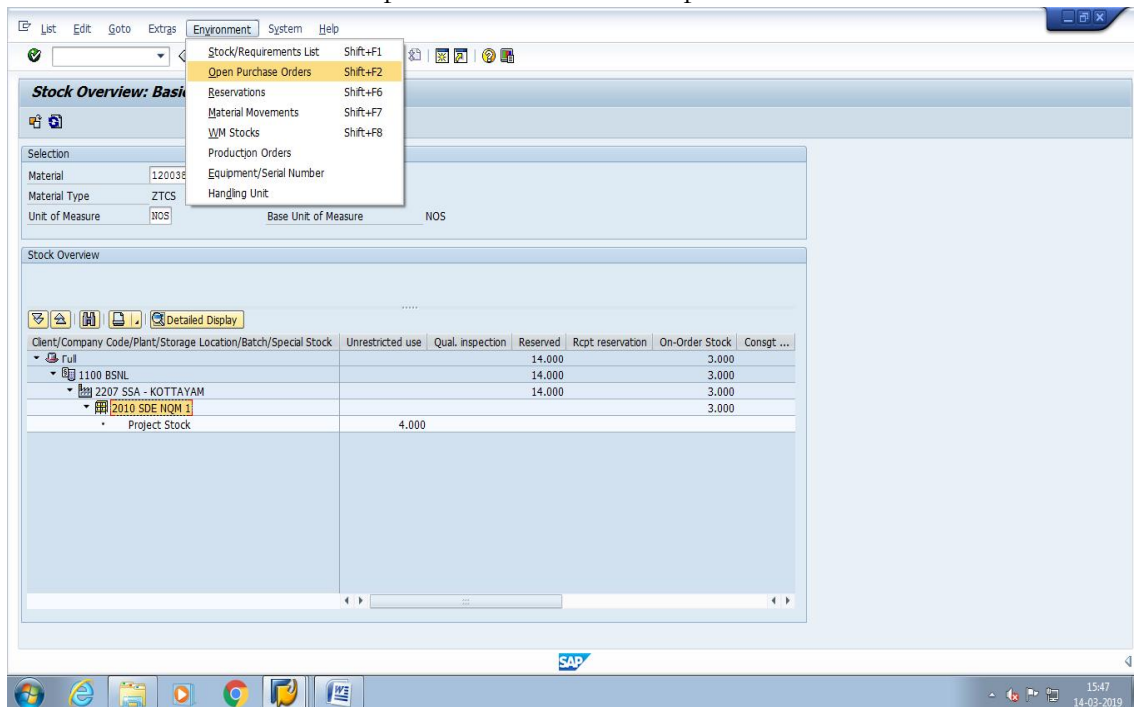 List Edit Goto Extras Environment System Help
Stock/Requirements List Shift+F1
Open Purchase Orders Shift+F2
Reservations Shift+F6
Material Movements Shift+F7
WM Stocks Shift+F8
Production Orders
Equipment/Serial Number
Handling Unit
Stock Overview: Basic
Selection
Material 120038
Material Type ZTCS
Unit of Measure NOS Base Unit of Measure NOS
Stock Overview
Detailed Display
Client/Company Code/Plant/Storage Location/Batch/Special Stock Unrestricted use Qual. inspection Reserved Rcpt reservation On-Order Stock Consgt ...
Full 14.000 3.000
1100 BSNL 14.000 3.000
2207 SSA - KOTTAYAM 14.000 3.000
2010 SDE NQM 1 3.000
Project Stock 4.000
SAP
15:47
14-03-2019